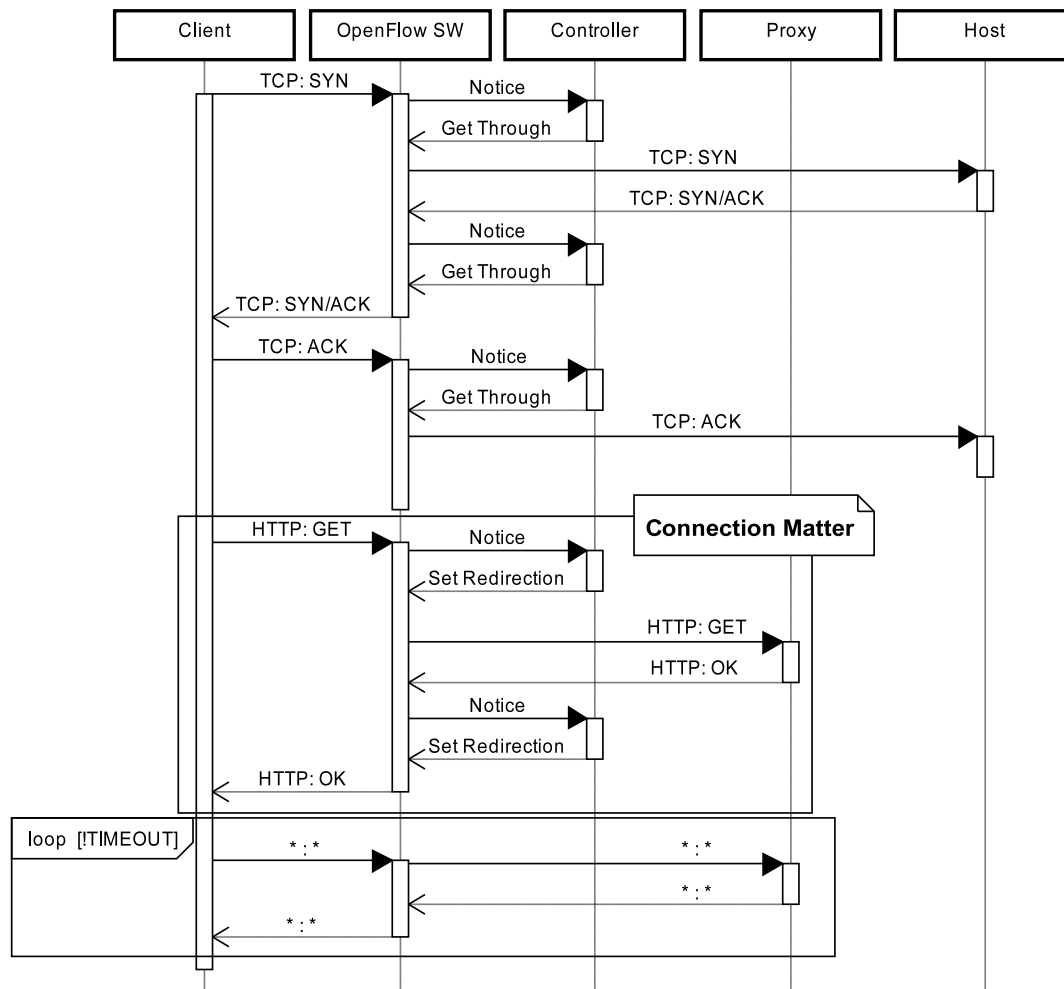 Client
OpenFlow SW
Controller
Proxy
Host
TCP: SYN
Notice
Get Through
TCP: SYN
TCP: SYN/ACK
Notice
Get Through
TCP: SYN/ACK
TCP: ACK
Notice
Get Through
TCP: ACK
Connection Matter
HTTP: GET
Notice
Set Redirection
HTTP: GET
HTTP: OK
Notice
Set Redirection
HTTP: OK
loop [!TIMEOUT]
* : *
* : *
* : *
* : *